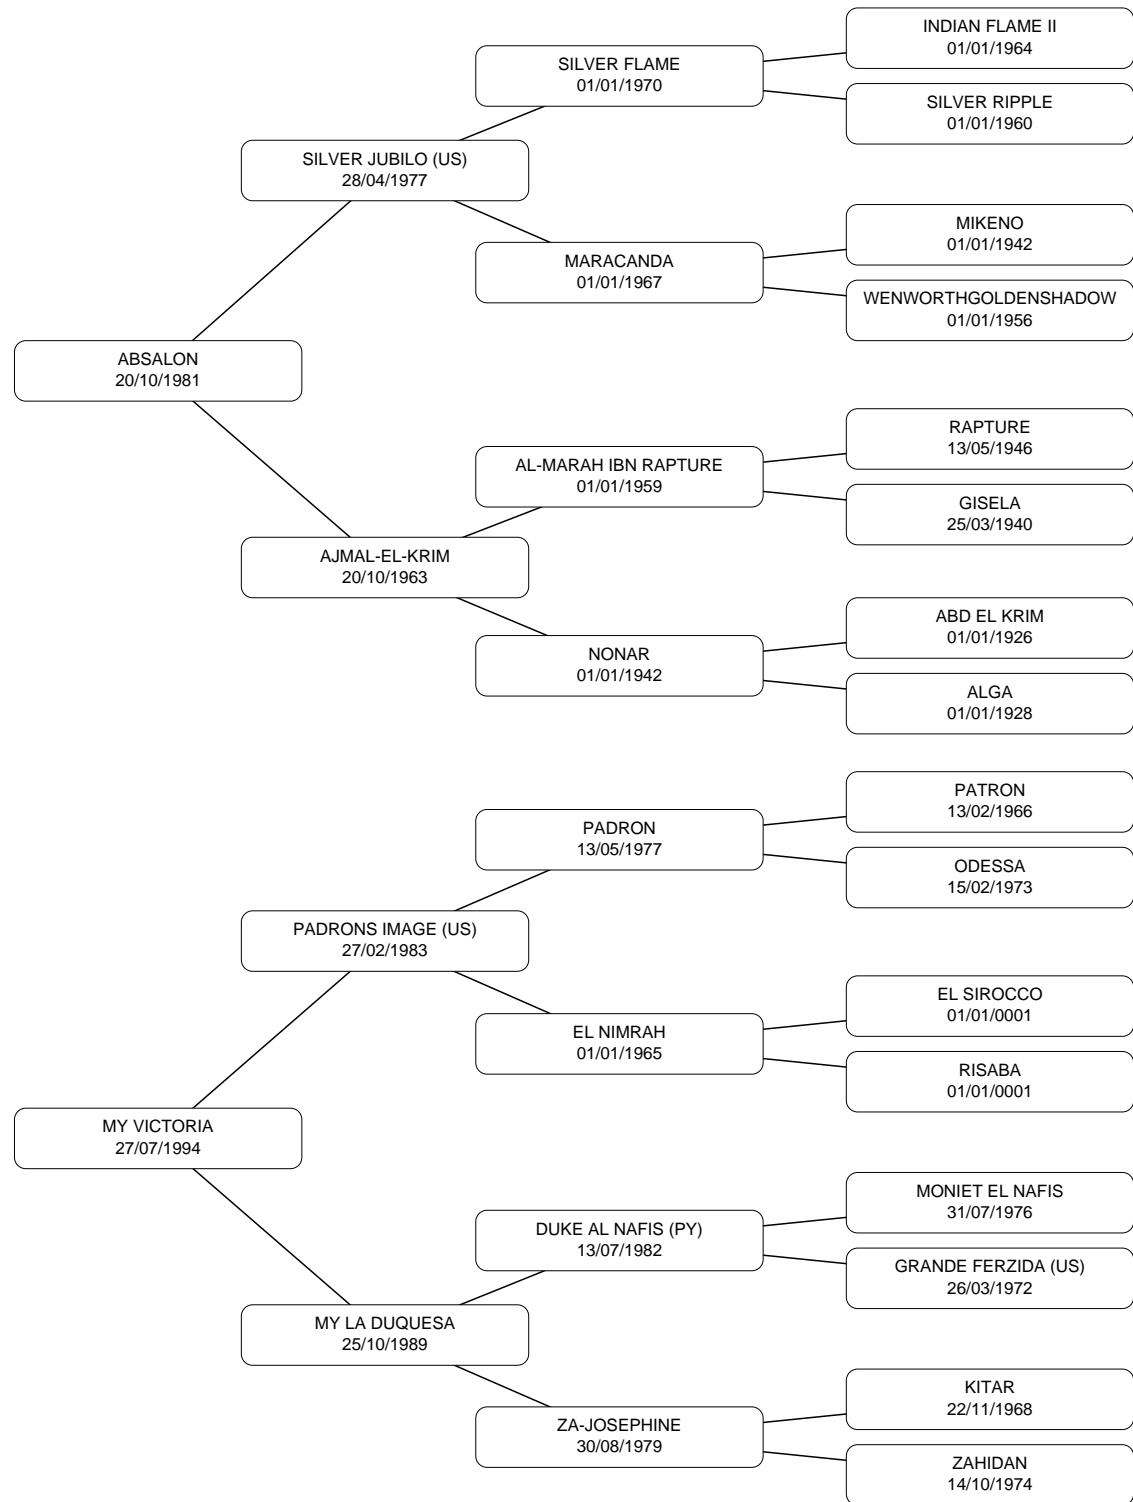 INDIAN FLAME II
01/01/1964
SILVER FLAME
01/01/1970
SILVER RIPPLE
01/01/1960
SILVER JUBILO (US)
28/04/1977
MIKENO
01/01/1942
MARACANDA
01/01/1967
WENWORTHGOLDENSHADOW
01/01/1956
ABSALON
20/10/1981
RAPTURE
13/05/1946
AL-MARAH IBN RAPTURE
01/01/1959
GISELA
25/03/1940
AJMAL-EL-KRIM
20/10/1963
ABD EL KRIM
01/01/1926
NONAR
01/01/1942
ALGA
01/01/1928
PATRON
13/02/1966
PADRON
13/05/1977
ODESSA
15/02/1973
PADRONS IMAGE (US)
27/02/1983
EL SIROCCO
01/01/0001
EL NIMRAH
01/01/1965
RISABA
01/01/0001
MY VICTORIA
27/07/1994
MONIET EL NAFIS
31/07/1976
DUKE AL NAFIS (PY)
13/07/1982
GRANDE FERZIDA (US)
26/03/1972
MY LA DUQUESA
25/10/1989
KITAR
22/11/1968
ZA-JOSEPHINE
30/08/1979
ZAHIDAN
14/10/1974